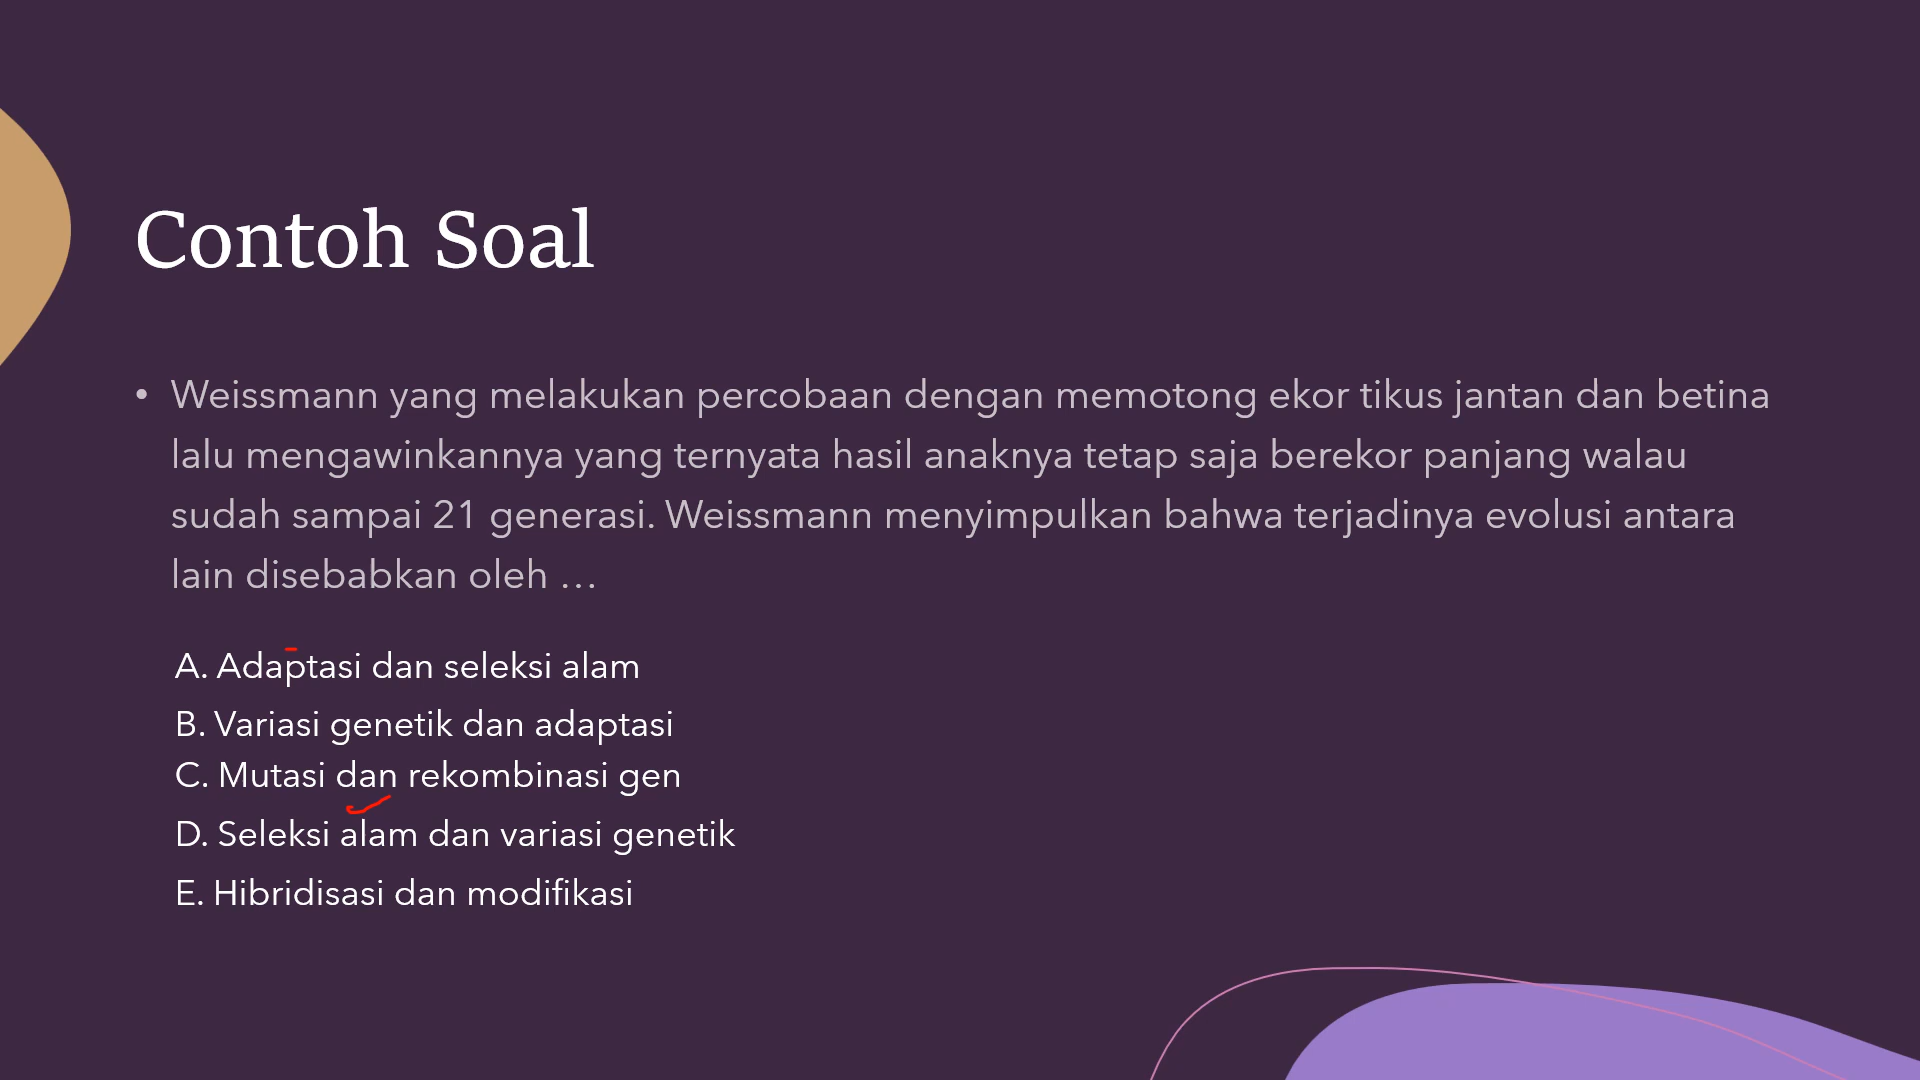 Contoh Soal
• Weissmann yang melakukan percobaan dengan memotong ekor tikus jantan dan betina
lalu mengawinkannya yang ternyata hasil anaknya tetap saja berekor panjang walau
sudah sampai 21 generasi. Weissmann menyimpulkan bahwa terjadinya evolusi antara
lain disebabkan oleh …
A. Adaptasi dan seleksi alam
B. Variasi genetik dan adaptasi
C. Mutasi dan rekombinasi gen
D. Seleksi alam dan variasi genetik
E. Hibridisasi dan modifikasi